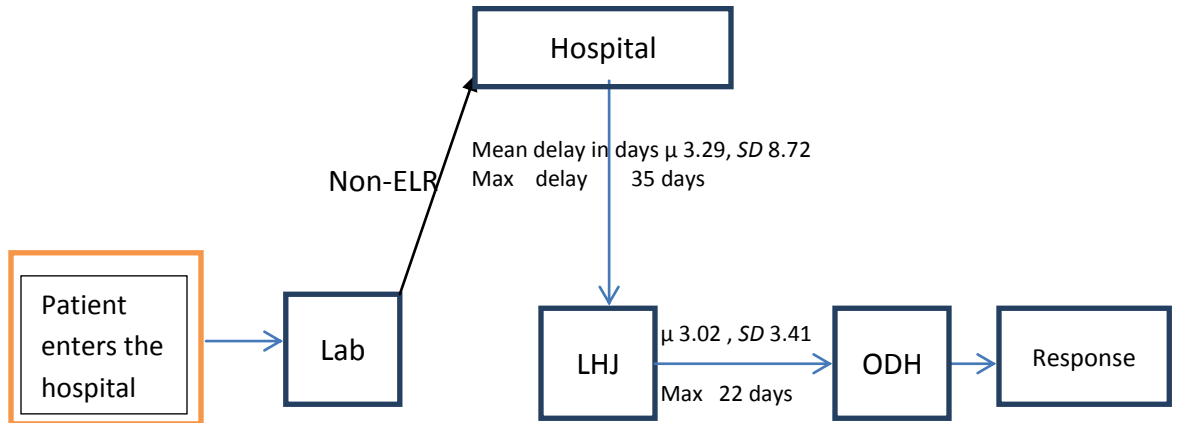 Hospital
Mean delay in days μ 3.29, SD 8.72
Max delay 35 days
Non-ELR
Patient
enters the
hospital
Lab
LHJ
μ 3.02 , SD 3.41
Max 22 days
ODH
Response